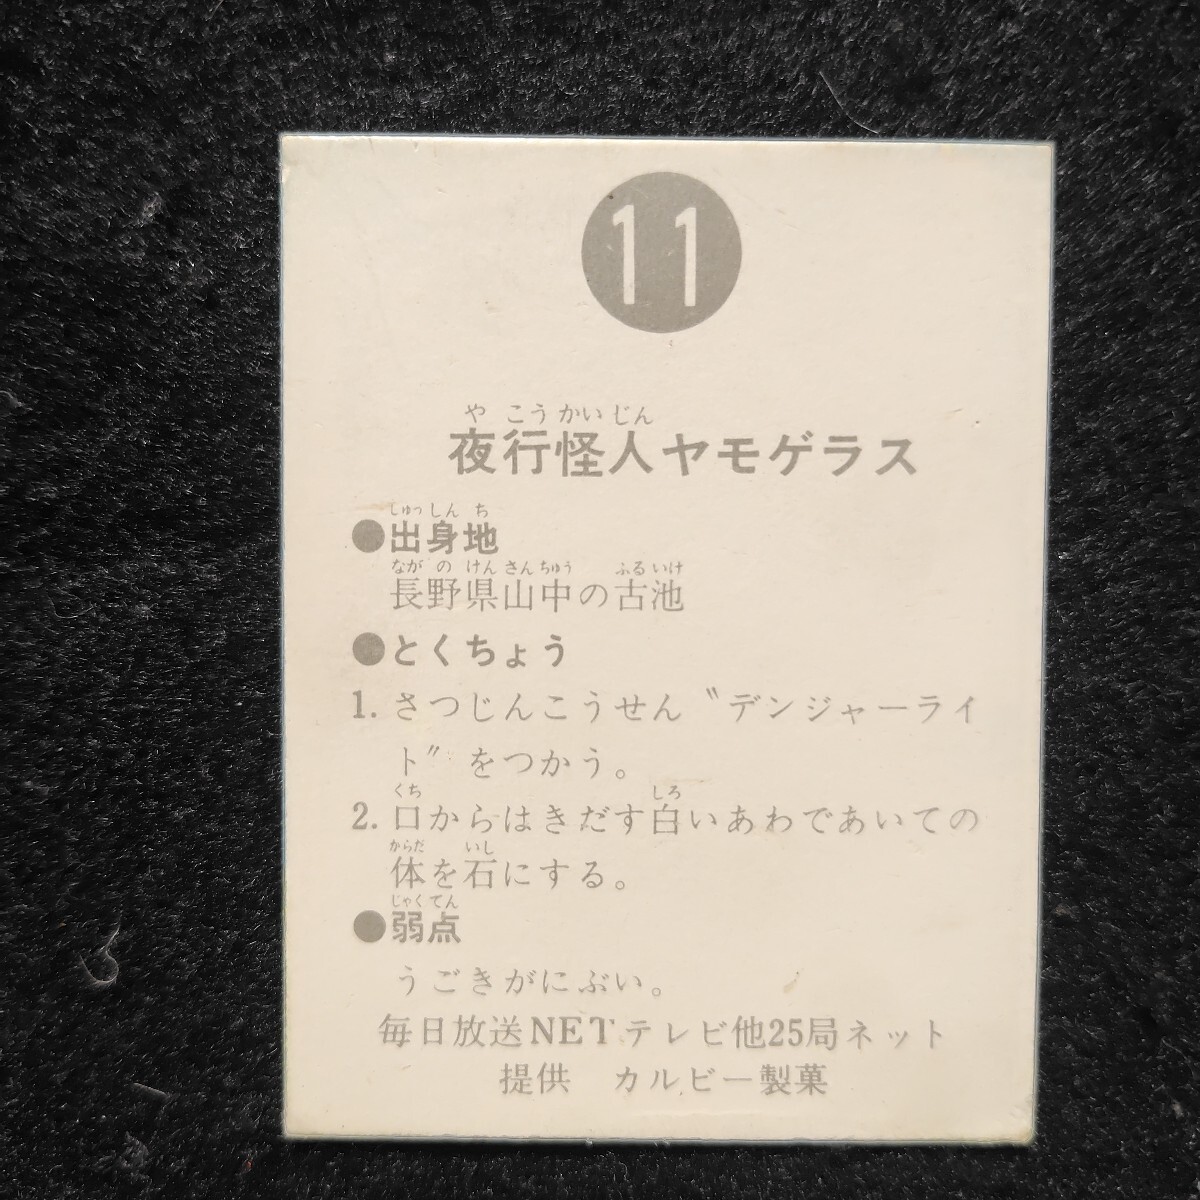 11
やこうかいじん
夜行怪人ヤモゲラス
しゅっしんち
●出身地
ながのけんさんちゅう ふるいけ
長野県山中の古池
●とくちょう
1. さつじんこうせん〝デンジャーライ
ト〟をつかう。
くち しろ
2. 口からはきだす白いあわであいての
からだ いし
体を石にする。
じゃくてん
●弱点
うごきがにぶい。
毎日放送NETテレビ他25局ネット
提供 カルビー製菓